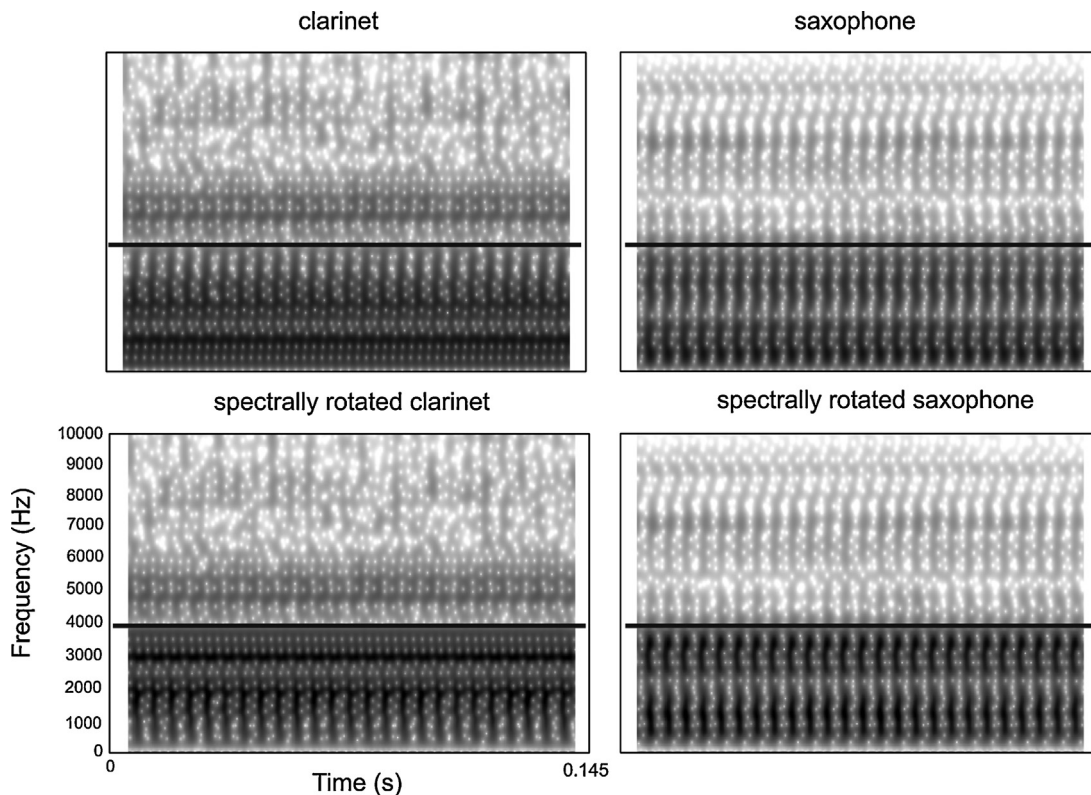 clarinet
saxophone
spectrally rotated clarinet
spectrally rotated saxophone
10000
9000
8000
7000
6000
5000
4000
3000
2000
1000
0
Frequency (Hz)
0
Time (s)
0.145